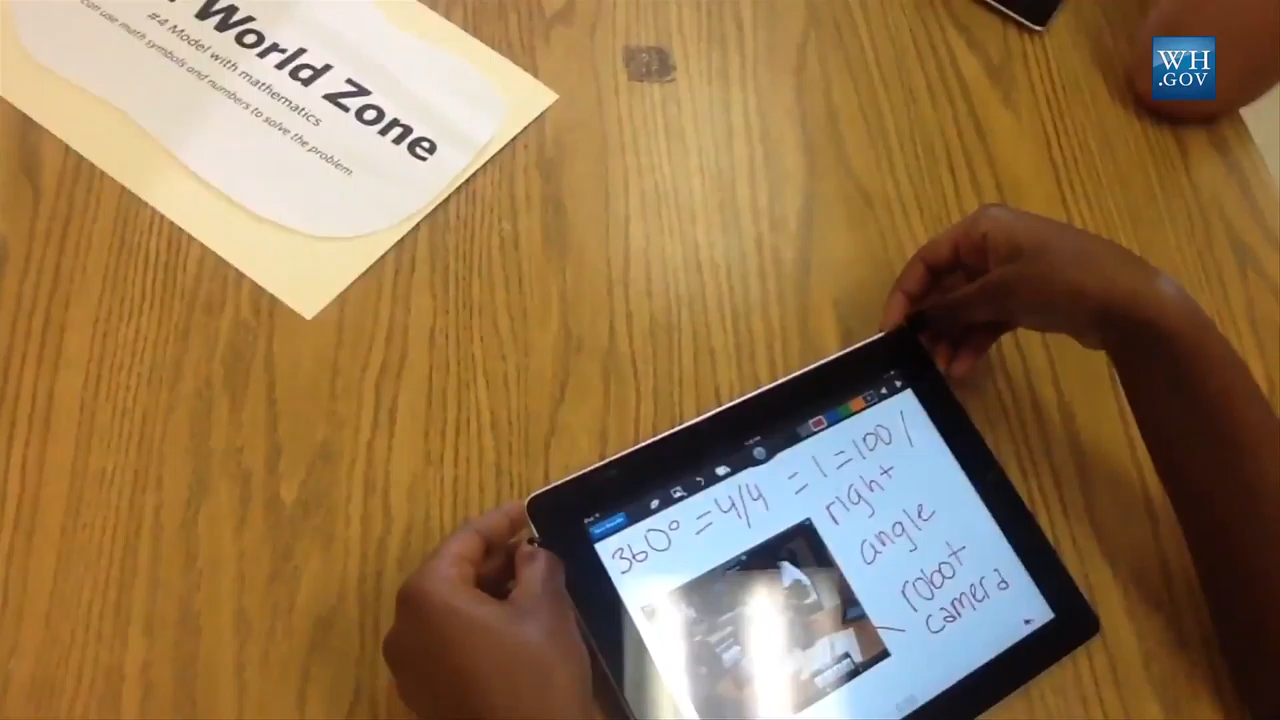 World Zone
#4 Model with mathematics
can use math symbols and numbers to solve the problem.
WH
.GOV
360° = 4/4 = 1 = 100/
right
angle
robot
camera